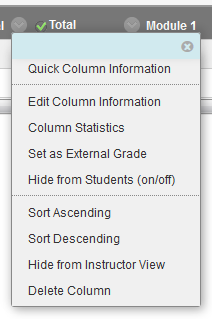 Total
Module 1
Quick Column Information
Edit Column Information
Column Statistics
Set as External Grade
Hide from Students (on/off)
Sort Ascending
Sort Descending
Hide from Instructor View
Delete Column